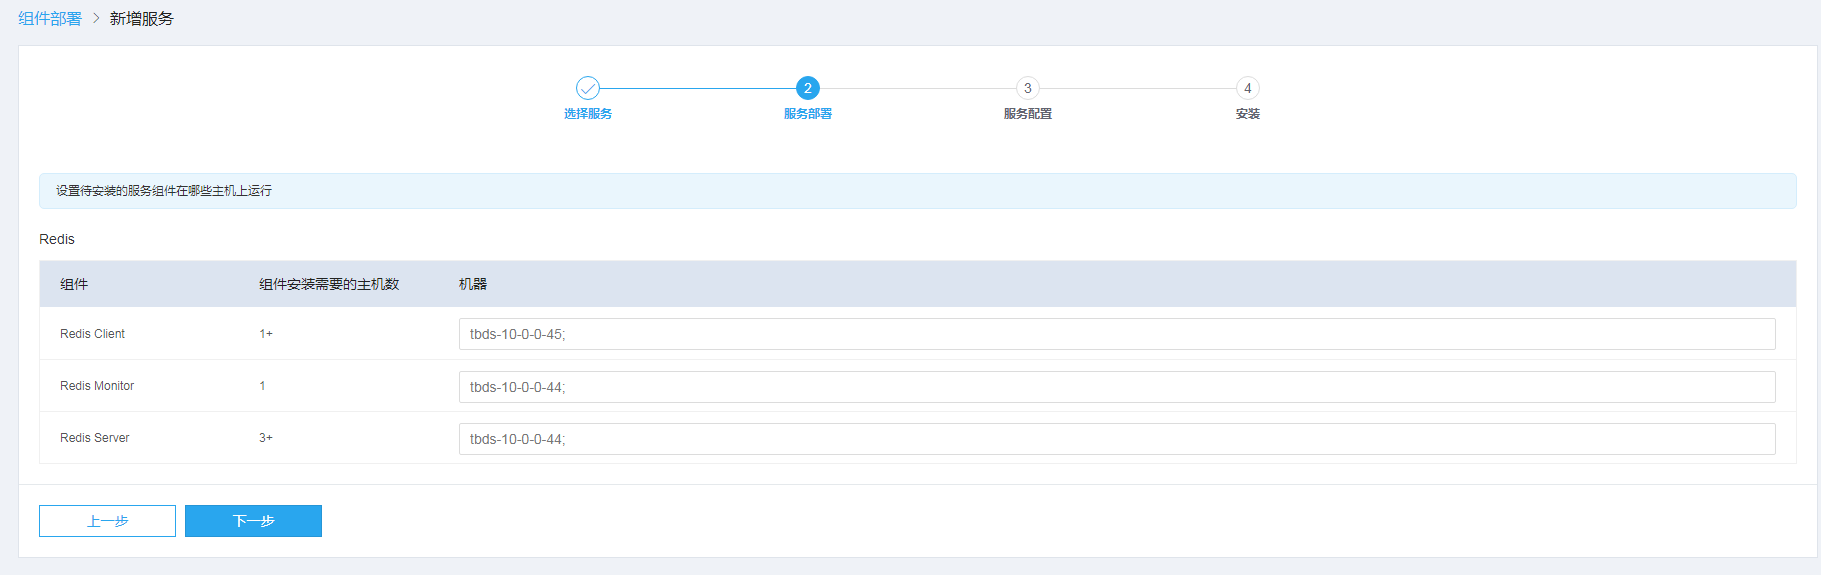 组件部署 > 新增服务
2 3 4
选择服务 服务部署 服务配置 安装
设置待安装的服务组件在哪些主机上运行
Redis
组件 组件安装需要的主机数 机器
Redis Client 1+ tbds-10-0-0-45;
Redis Monitor 1 tbds-10-0-0-44;
Redis Server 3+ tbds-10-0-0-44;
上一步 下一步